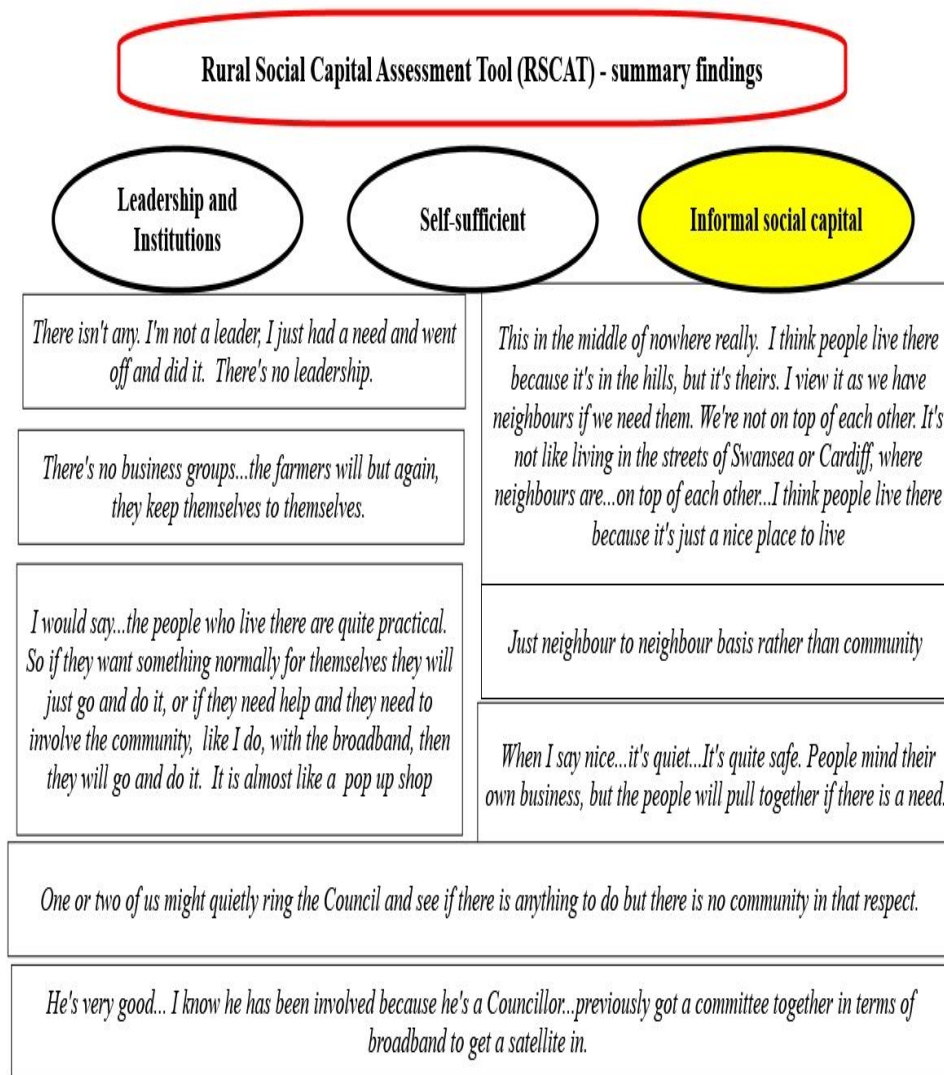 Rural Social Capital Assessment Tool (RSCAT) - summary findings
Leadership and
Institutions
Self-sufficient
Informal social capital
There isn't any. I'm not a leader, I just had a need and went
off and did it. There's no leadership.
There's no business groups...the farmers will but again,
they keep themselves to themselves.
I would say...the people who live there are quite practical.
So if they want something normally for themselves they will
just go and do it, or if they need help and they need to
involve the community, like I do, with the broadband, then
they will go and do it. It is almost like a pop up shop
This in the middle of nowhere really. I think people live there
because it's in the hills, but it's theirs. I view it as we have
neighbours if we need them. We're not on top of each other. It's
not like living in the streets of Swansea or Cardiff, where
neighbours are...on top of each other...I think people live there
because it's just a nice place to live
Just neighbour to neighbour basis rather than community
When I say nice...it's quiet...It's quite safe. People mind their
own business, but the people will pull together if there is a need.
One or two of us might quietly ring the Council and see if there is anything to do but there is no community in that respect.
He's very good... I know he has been involved because he's a Councillor...previously got a committee together in terms of
broadband to get a satellite in.